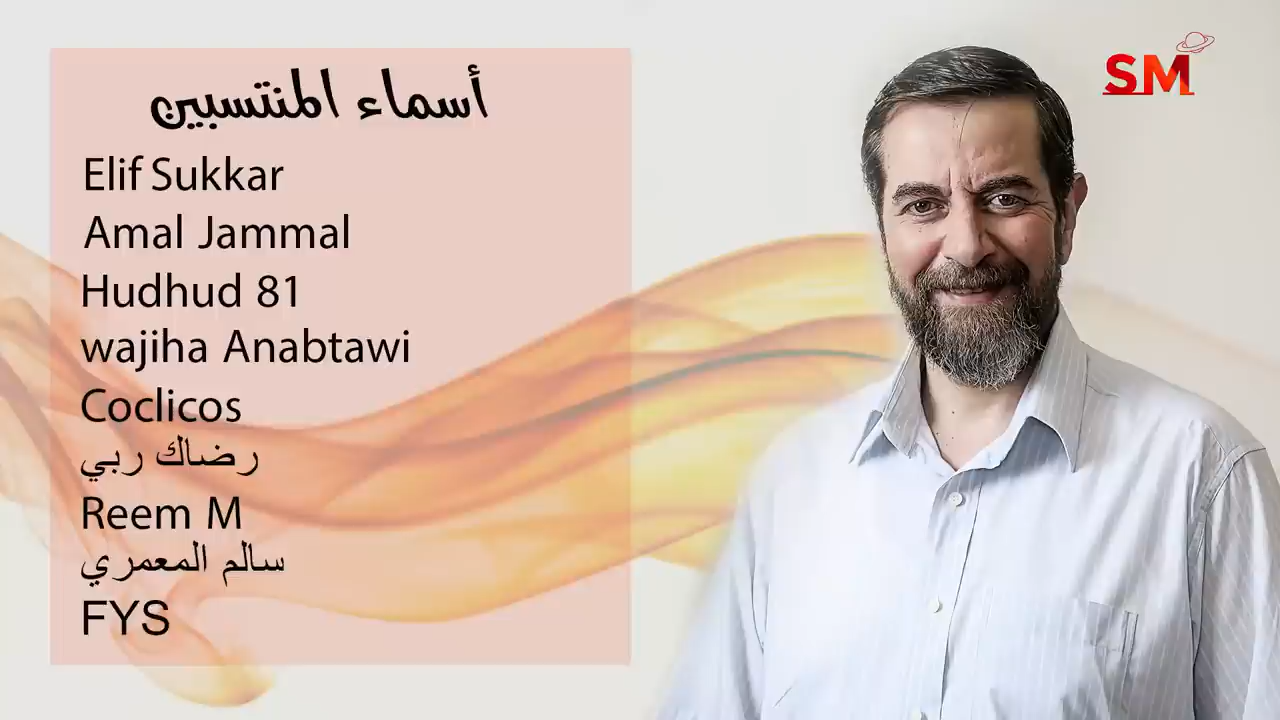 SM
أسماء المنتسبين
Elif Sukkar
Amal Jammal
Hudhud 81
wajiha Anabtawi
Coclicos
رضاك ربي
Reem M
سالم المعمري
FYS